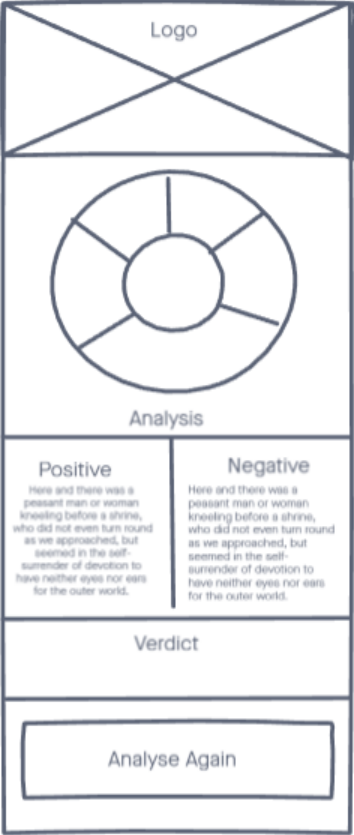 Logo
Analysis
Positive
Here and there was a
peasant man or woman
kneeling before a shrine,
who did not even turn round
as we approached, but
seemed in the self-
surrender of devotion to
have neither eyes nor ears
for the outer world.
Negative
Here and there was a
peasant man or woman
kneeling before a shrine,
who did not even turn round
as we approached, but
seemed in the self-
surrender of devotion to
have neither eyes nor ears
for the outer world.
Verdict
Analyse Again